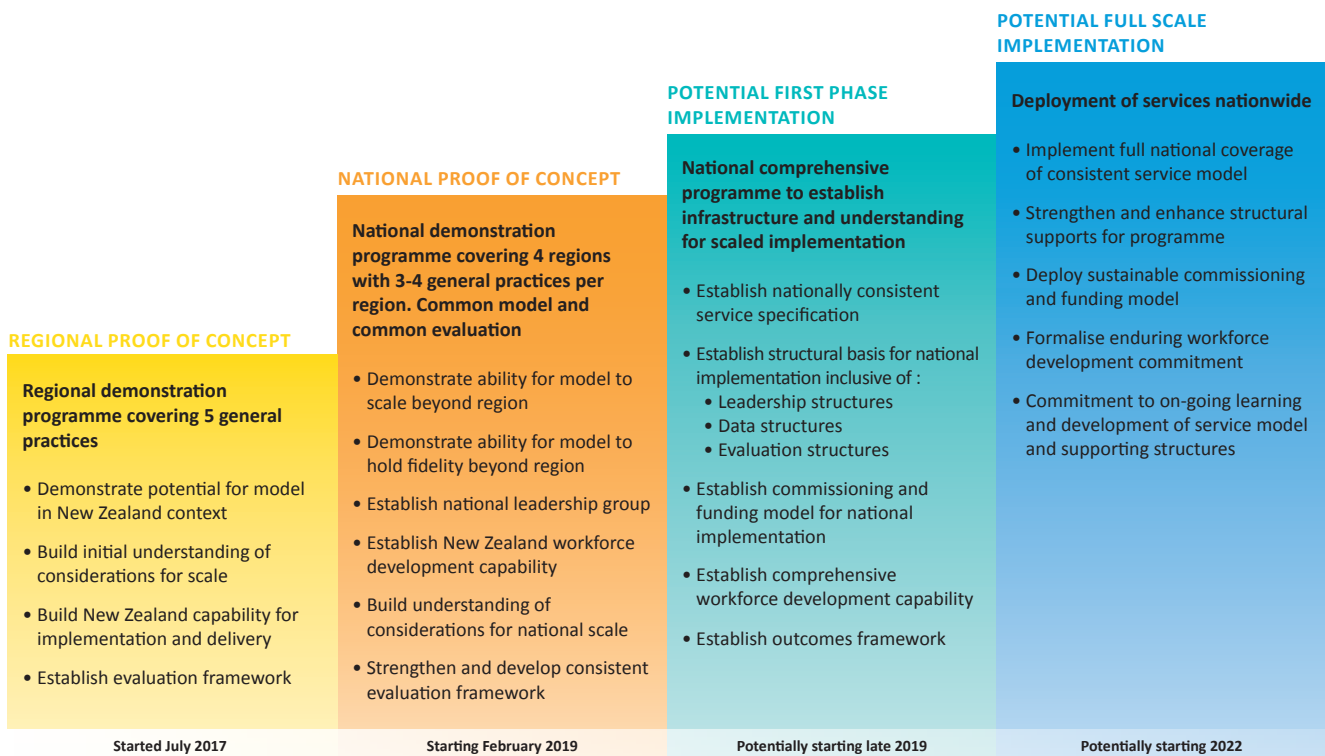 REGIONAL PROOF OF CONCEPT
Regional demonstration
programme covering 5 general
practices
• Demonstrate potential for model
in New Zealand context
• Build initial understanding of
considerations for scale
• Build New Zealand capability for
implementation and delivery
• Establish evaluation framework
Started July 2017
NATIONAL PROOF OF CONCEPT
National demonstration
programme covering 4 regions
with 3-4 general practices per
region. Common model and
common evaluation
• Demonstrate ability for model to
scale beyond region
• Demonstrate ability for model to
hold fidelity beyond region
• Establish national leadership group
• Establish New Zealand workforce
development capability
• Build understanding of
considerations for national scale
• Strengthen and develop consistent
evaluation framework
Starting February 2019
POTENTIAL FIRST PHASE
IMPLEMENTATION
National comprehensive
programme to establish
infrastructure and understanding
for scaled implementation
• Establish nationally consistent
service specification
• Establish structural basis for national
implementation inclusive of :
• Leadership structures
• Data structures
• Evaluation structures
• Establish commissioning and
funding model for national
implementation
• Establish comprehensive
workforce development capability
• Establish outcomes framework
Potentially starting late 2019
POTENTIAL FULL SCALE
IMPLEMENTATION
Deployment of services nationwide
• Implement full national coverage
of consistent service model
• Strengthen and enhance structural
supports for programme
• Deploy sustainable commissioning
and funding model
• Formalise enduring workforce
development commitment
• Commitment to on-going learning
and development of service model
and supporting structures
Potentially starting 2022